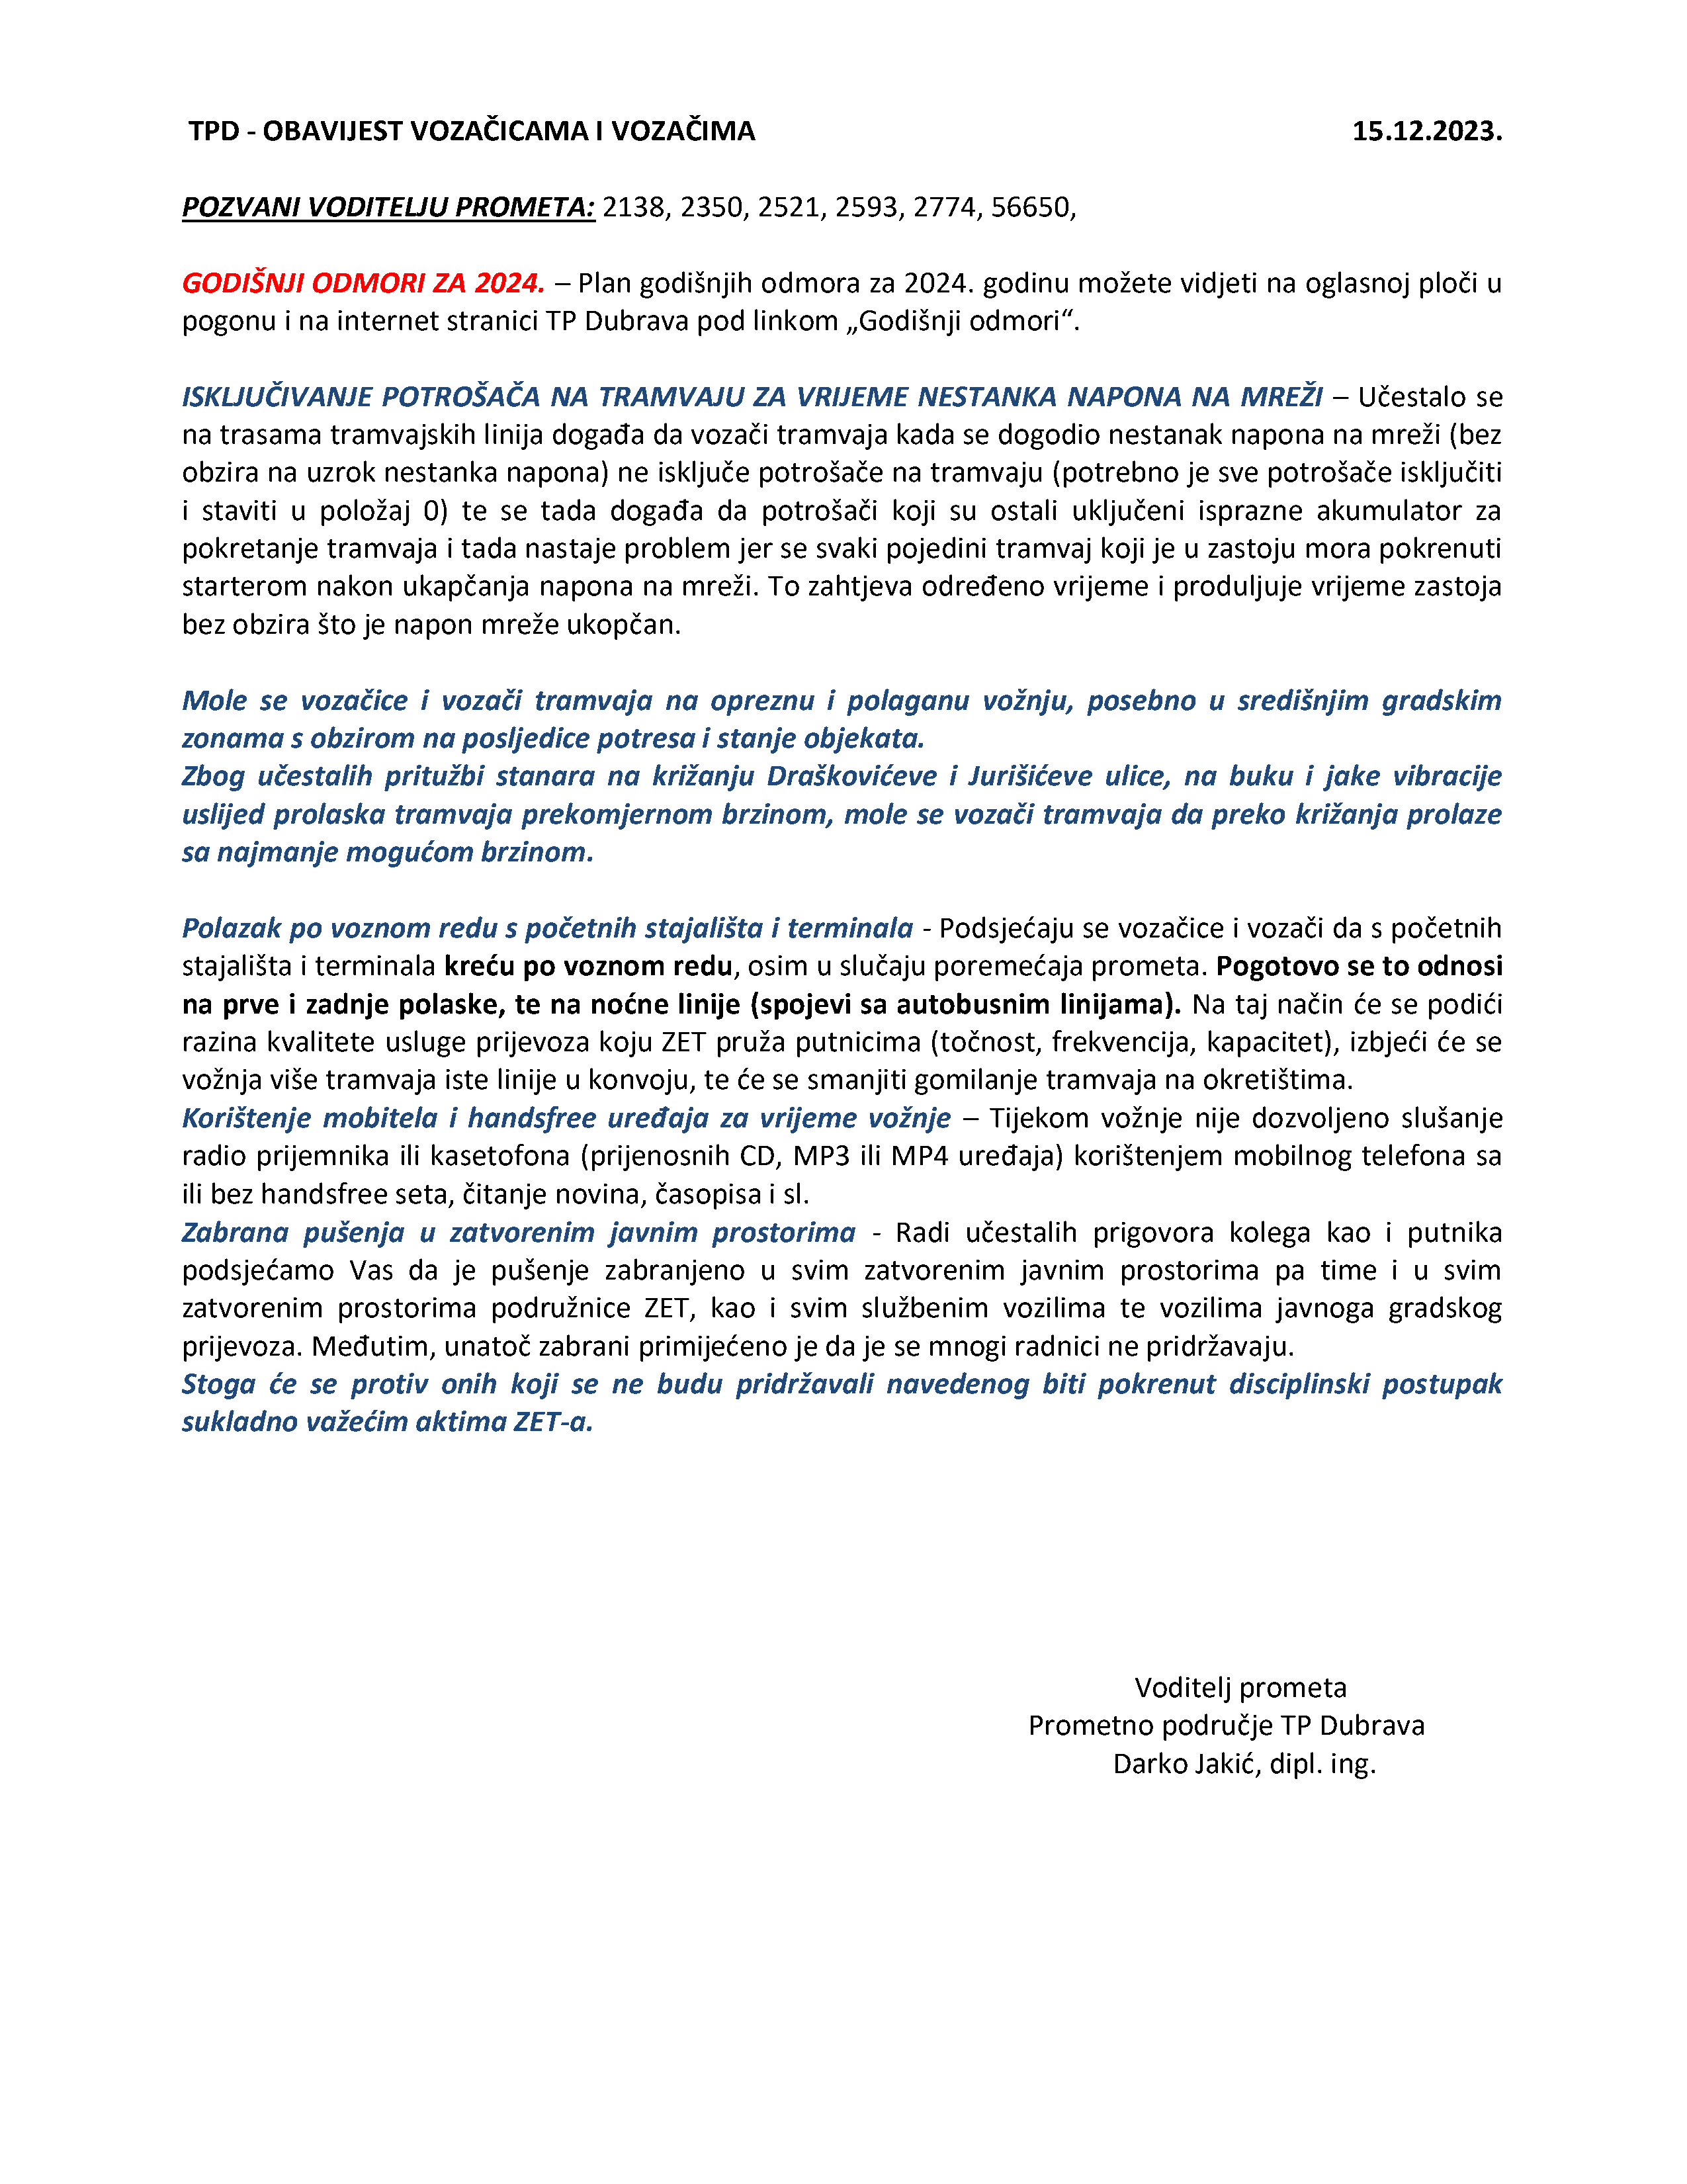 TPD - OBAVIJEST VOZAČICAMA I VOZAČIMA 15.12.2023.
POZVANI VODITELJU PROMETA: 2138, 2350, 2521, 2593, 2774, 56650,
GODIŠNJI ODMORI ZA 2024. – Plan godišnjih odmora za 2024. godinu možete vidjeti na oglasnoj ploči u
pogonu i na internet stranici TP Dubrava pod linkom „Godišnji odmori“.
ISKLJUČIVANJE POTROŠAČA NA TRAMVAJU ZA VRIJEME NESTANKA NAPONA NA MREŽI – Učestalo se
na trasama tramvajskih linija događa da vozači tramvaja kada se dogodio nestanak napona na mreži (bez
obzira na uzrok nestanka napona) ne isključe potrošače na tramvaju (potrebno je sve potrošače isključiti
i staviti u položaj 0) te se tada događa da potrošači koji su ostali uključeni isprazne akumulator za
pokretanje tramvaja i tada nastaje problem jer se svaki pojedini tramvaj koji je u zastoju mora pokrenuti
starterom nakon ukapčanja napona na mreži. To zahtjeva određeno vrijeme i produljuje vrijeme zastoja
bez obzira što je napon mreže ukopčan.
Mole se vozačice i vozači tramvaja na opreznu i polaganu vožnju, posebno u središnjim gradskim
zonama s obzirom na posljedice potresa i stanje objekata.
Zbog učestalih pritužbi stanara na križanju Draškovićeve i Jurišićeve ulice, na buku i jake vibracije
uslijed prolaska tramvaja prekomjernom brzinom, mole se vozači tramvaja da preko križanja prolaze
sa najmanje mogućom brzinom.
Polazak po voznom redu s početnih stajališta i terminala - Podsjećaju se vozačice i vozači da s početnih
stajališta i terminala kreću po voznom redu, osim u slučaju poremećaja prometa. Pogotovo se to odnosi
na prve i zadnje polaske, te na noćne linije (spojevi sa autobusnim linijama). Na taj način će se podići
razina kvalitete usluge prijevoza koju ZET pruža putnicima (točnost, frekvencija, kapacitet), izbjeći će se
vožnja više tramvaja iste linije u konvoju, te će se smanjiti gomilanje tramvaja na okretištima.
Korištenje mobitela i handsfree uređaja za vrijeme vožnje – Tijekom vožnje nije dozvoljeno slušanje
radio prijemnika ili kasetofona (prijenosnih CD, MP3 ili MP4 uređaja) korištenjem mobilnog telefona sa
ili bez handsfree seta, čitanje novina, časopisa i sl.
Zabrana pušenja u zatvorenim javnim prostorima - Radi učestalih prigovora kolega kao i putnika
podsjećamo Vas da je pušenje zabranjeno u svim zatvorenim javnim prostorima pa time i u svim
zatvorenim prostorima podružnice ZET, kao i svim službenim vozilima te vozilima javnoga gradskog
prijevoza. Međutim, unatoč zabrani primijećeno je da je se mnogi radnici ne pridržavaju.
Stoga će se protiv onih koji se ne budu pridržavali navedenog biti pokrenut disciplinski postupak
sukladno važećim aktima ZET-a.
Voditelj prometa
Prometno područje TP Dubrava
Darko Jakić, dipl. ing.